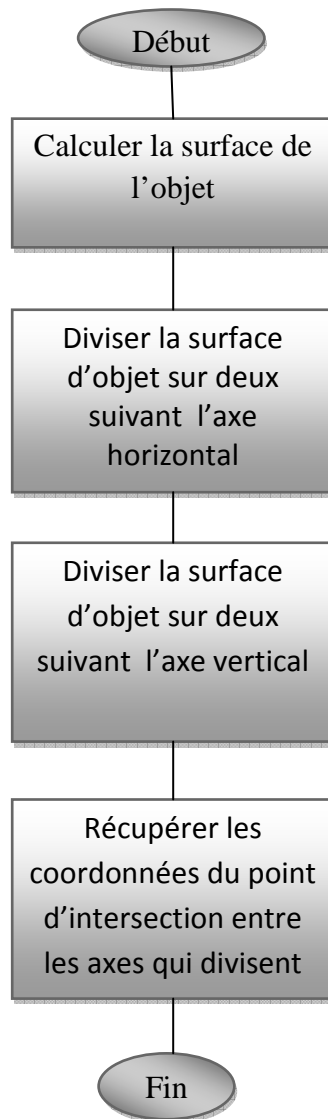 Début
Calculer la surface de
l’objet
Diviser la surface
d’objet sur deux
suivant l’axe
horizontal
Diviser la surface
d’objet sur deux
suivant l’axe vertical
Récupérer les
coordonnées du point
d’intersection entre
les axes qui divisent
Fin